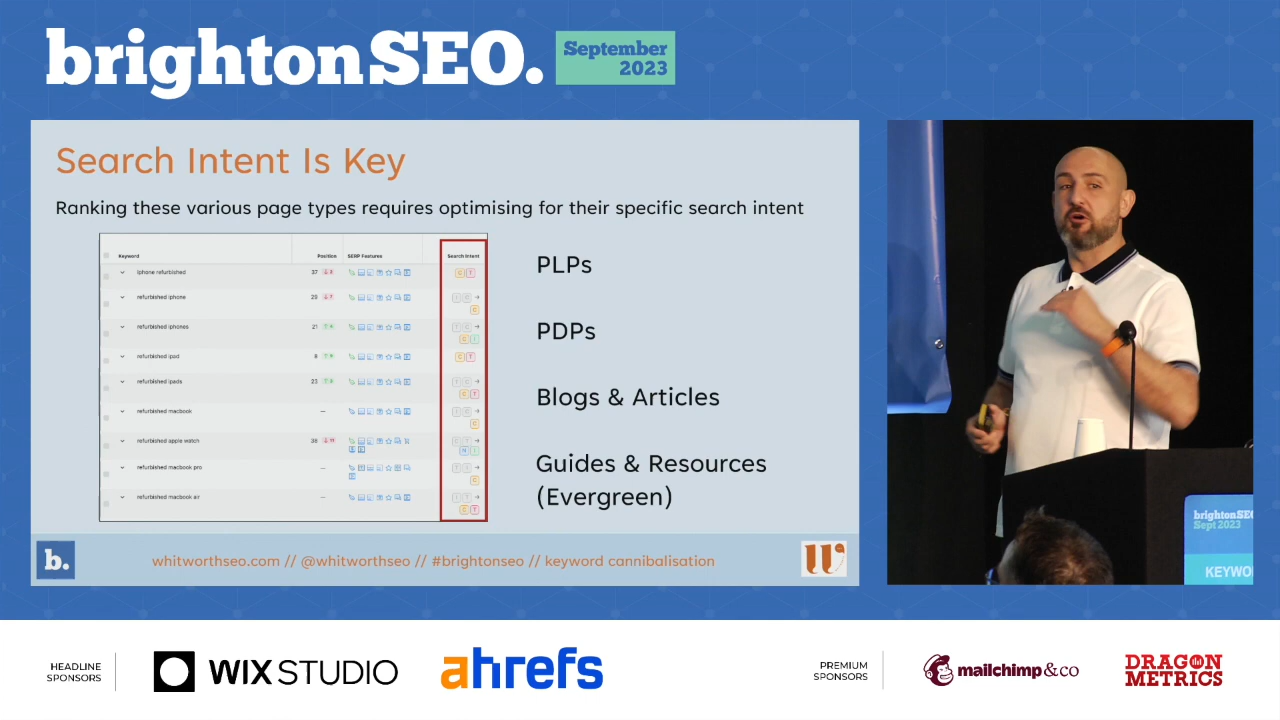 brightonSEO.
September
2023
Search Intent Is Key
Ranking these various page types requires optimising for their specific search intent
Keyword Position SERP Features Search Intent
iphone refurbished 37 2 C T
refurbished iphone 29 7 I C
C
refurbished iphones 21 T C
C I
refurbished ipad 8 C T
refurbished ipads 23 T C
C T
refurbished macbook — I C
C
refurbished apple watch 38 11 C T
N I
refurbished macbook pro — T I
C
refurbished macbook air — I T
C T
PLPs
PDPs
Blogs & Articles
Guides & Resources
(Evergreen)
b.
whitworthseo.com // @whitworthseo // #brightonseo // keyword cannibalisation
w
brightonSEO
Sept 2023
KEYWO
HEADLINE
SPONSORS
WIX STUDIO
ahrefs
PREMIUM
SPONSORS
mailchimp&co
DRAGON
METRICS